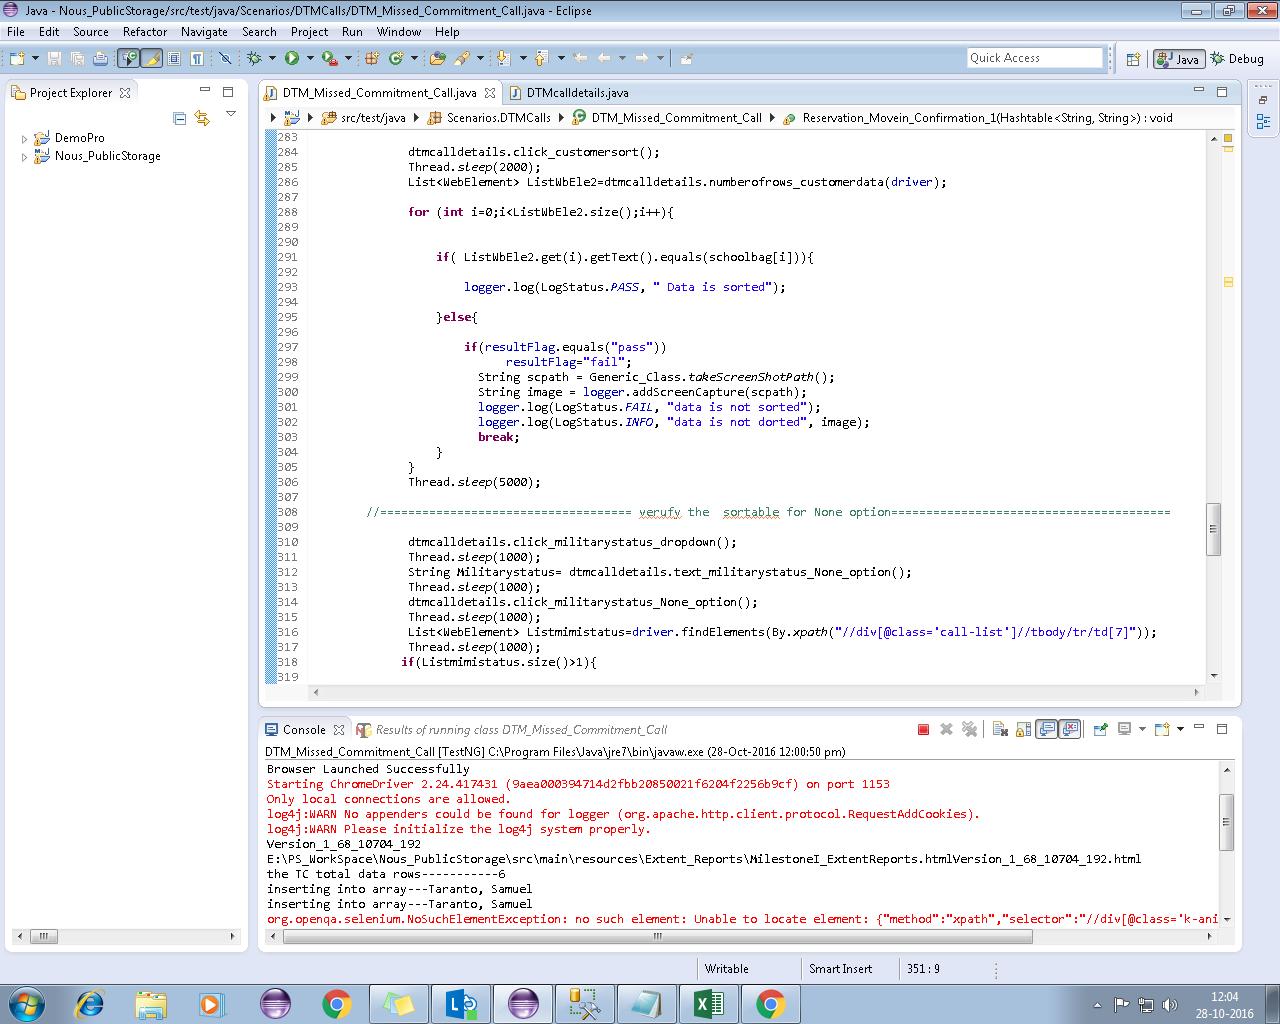 Java - Nous_PublicStorage/src/test/java/Scenarios/DTMCalls/DTM_Missed_Commitment_Call.java - Eclipse
File Edit Source Refactor Navigate Search Project Run Window Help
Quick Access
Java
Debug
Project Explorer
DTM_Missed_Commitment_Call.java
DTMcalldetails.java
src/test/java
Scenarios.DTMCalls
DTM_Missed_Commitment_Call
Reservation_Movein_Confirmation_1(Hashtable<String, String>) : void
DemoPro
Nous_PublicStorage
283
284 dtmcalldetails.click_customersort();
285 Thread.sleep(2000);
286 List<WebElement> ListWbEle2=dtmcalldetails.numberofrows_customerdata(driver);
287
288 for (int i=0;i<ListWbEle2.size();i++){
289
290
291 if( ListWbEle2.get(i).getText().equals(schoolbag[i])){
292
293 logger.log(LogStatus.PASS, " Data is sorted");
294
295 }else{
296
297 if(resultFlag.equals("pass"))
298 resultFlag="fail";
299 String scpath = Generic_Class.takeScreenShotPath();
300 String image = logger.addScreenCapture(scpath);
301 logger.log(LogStatus.FAIL, "data is not sorted");
302 logger.log(LogStatus.INFO, "data is not dorted", image);
303 break;
304 }
305 }
306 Thread.sleep(5000);
307
308 //==================================== verufy the  sortable for None option========================================
309
310 dtmcalldetails.click_militarystatus_dropdown();
311 Thread.sleep(1000);
312 String Militarystatus= dtmcalldetails.text_militarystatus_None_option();
313 Thread.sleep(1000);
314 dtmcalldetails.click_militarystatus_None_option();
315 Thread.sleep(1000);
316 List<WebElement> Listmimistatus=driver.findElements(By.xpath("//div[@class='call-list']//tbody/tr/td[7]"));
317 Thread.sleep(1000);
318 if(Listmimistatus.size()>1){
319
Console
Results of running class DTM_Missed_Commitment_Call
DTM_Missed_Commitment_Call [TestNG] C:\Program Files\Java\jre7\bin\javaw.exe (28-Oct-2016 12:00:50 pm)
Browser Launched Successfully
Starting ChromeDriver 2.24.417431 (9aea000394714d2fbb20850021f6204f2256b9cf) on port 1153
Only local connections are allowed.
log4j:WARN No appenders could be found for logger (org.apache.http.client.protocol.RequestAddCookies).
log4j:WARN Please initialize the log4j system properly.
Version_1_68_10704_192
E:\PS_WorkSpace\Nous_PublicStorage\src\main\resources\Extent_Reports\MilestoneI_ExtentReports.htmlVersion_1_68_10704_192.html
the TC total data rows-----------6
inserting into array---Taranto, Samuel
inserting into array---Taranto, Samuel
org.openqa.selenium.NoSuchElementException: no such element: Unable to locate element: {"method":"xpath","selector":"//div[@class='k-ani
Writable
Smart Insert
351 : 9
12:04
28-10-2016